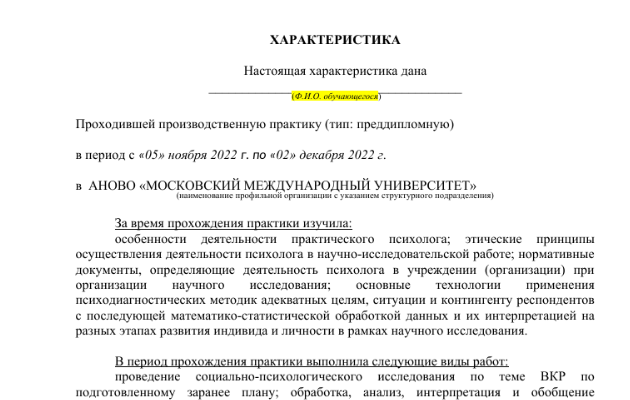 ХАРАКТЕРИСТИКА
Настоящая характеристика дана
(Ф.И.О. обучающегося)
Проходившей производственную практику (тип: преддипломную)
в период с «05» ноября 2022 г. по «02» декабря 2022 г.
в АНОВО «МОСКОВСКИЙ МЕЖДУНАРОДНЫЙ УНИВЕРСИТЕТ»
(наименование профильной организации с указанием структурного подразделения)
За время прохождения практики изучила:
особенности деятельности практического психолога; этические принципы
осуществления деятельности психолога в научно-исследовательской работе; нормативные
документы, определяющие деятельность психолога в учреждении (организации) при
организации научного исследования; основные технологии применения
психодиагностических методик адекватных целям, ситуации и контингенту респондентов
с последующей математико-статистической обработкой данных и их интерпретацией на
разных этапах развития индивида и личности в рамках научного исследования.
В период прохождения практики выполнила следующие виды работ:
проведение социально-психологического исследования по теме ВКР по
подготовленному заранее плану; обработка, анализ, интерпретация и обобщение